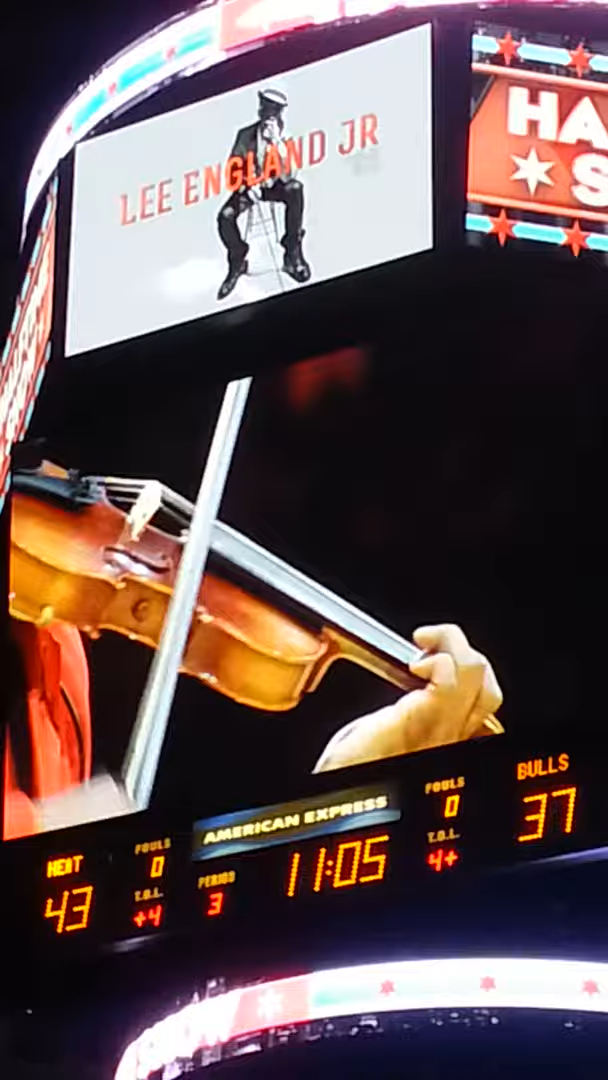 LEE ENGLAND JR
HA
S
AMERICAN EXPRESS
HEAT
43
FOULS
0
T.O.L.
+4
PERIOD
3
11:05
FOULS
0
T.O.L.
4+
BULLS
37